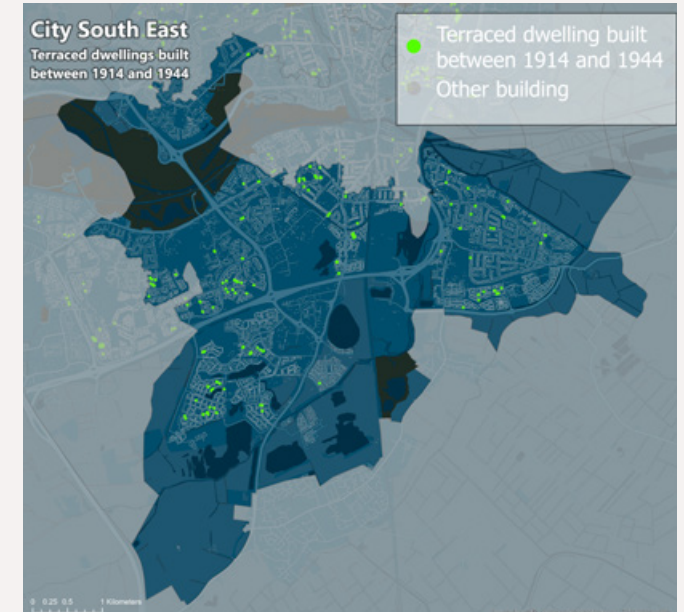 City South East
Terraced dwellings built
between 1914 and 1944
Terraced dwelling built
between 1914 and 1944
Other building
0 0.25 0.5 1 Kilometers